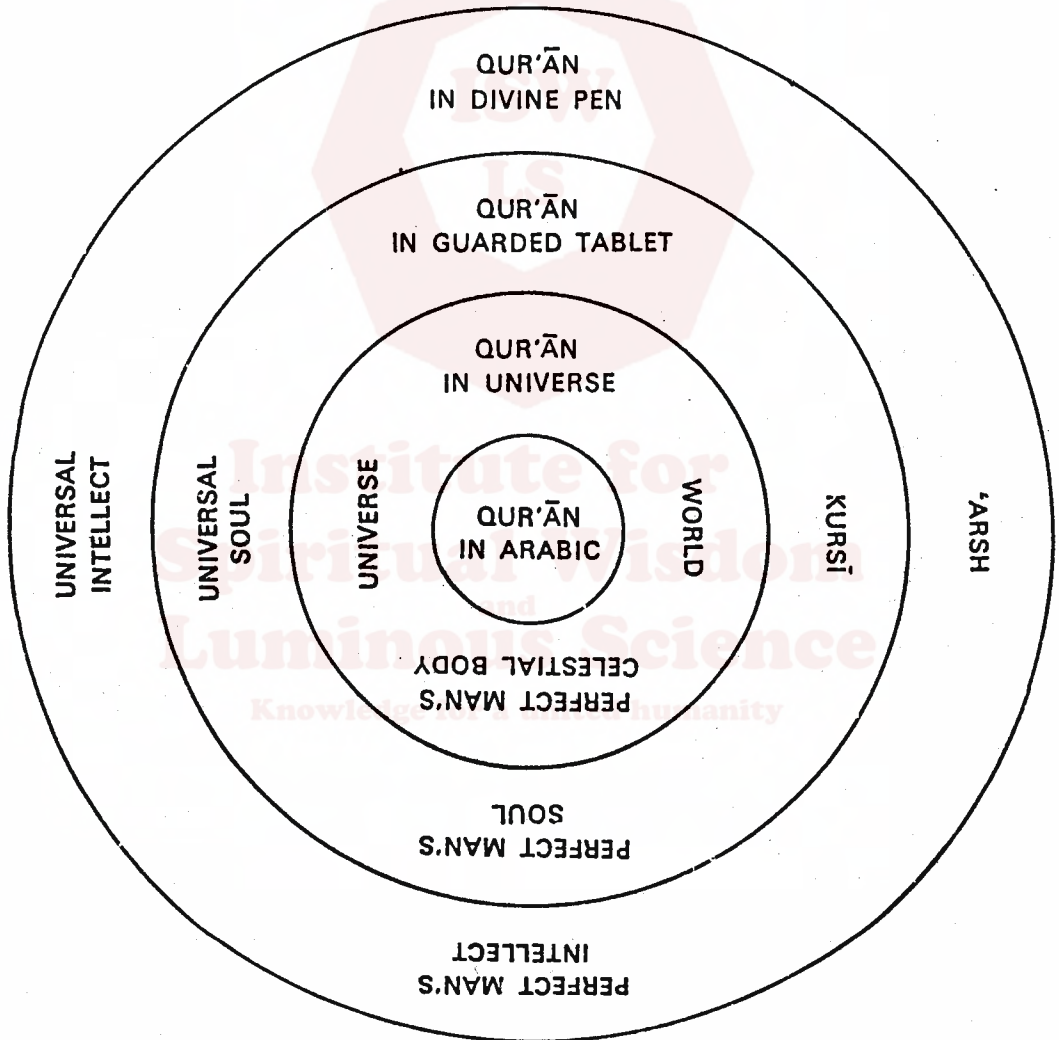 QUR'ĀN
IN DIVINE PEN
QUR'ĀN
IN GUARDED TABLET
QUR'ĀN
IN UNIVERSE
QUR'ĀN
IN ARABIC
UNIVERSAL
INTELLECT
UNIVERSAL
SOUL
UNIVERSE
WORLD
KURSĪ
‘ARSH
PERFECT MAN'S
CELESTIAL BODY
PERFECT MAN'S
SOUL
PERFECT MAN'S
INTELLECT
ISW
LS
Institute for
Spiritual Wisdom
and
Luminous Science
Knowledge for a united humanity